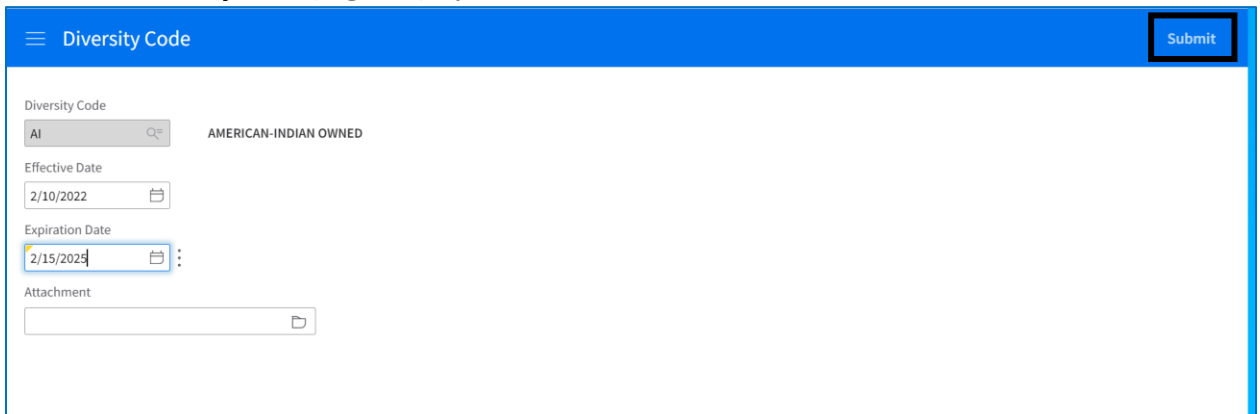 Diversity Code
Submit
Diversity Code
AI
AMERICAN-INDIAN OWNED
Effective Date
2/10/2022
Expiration Date
2/15/2025
Attachment